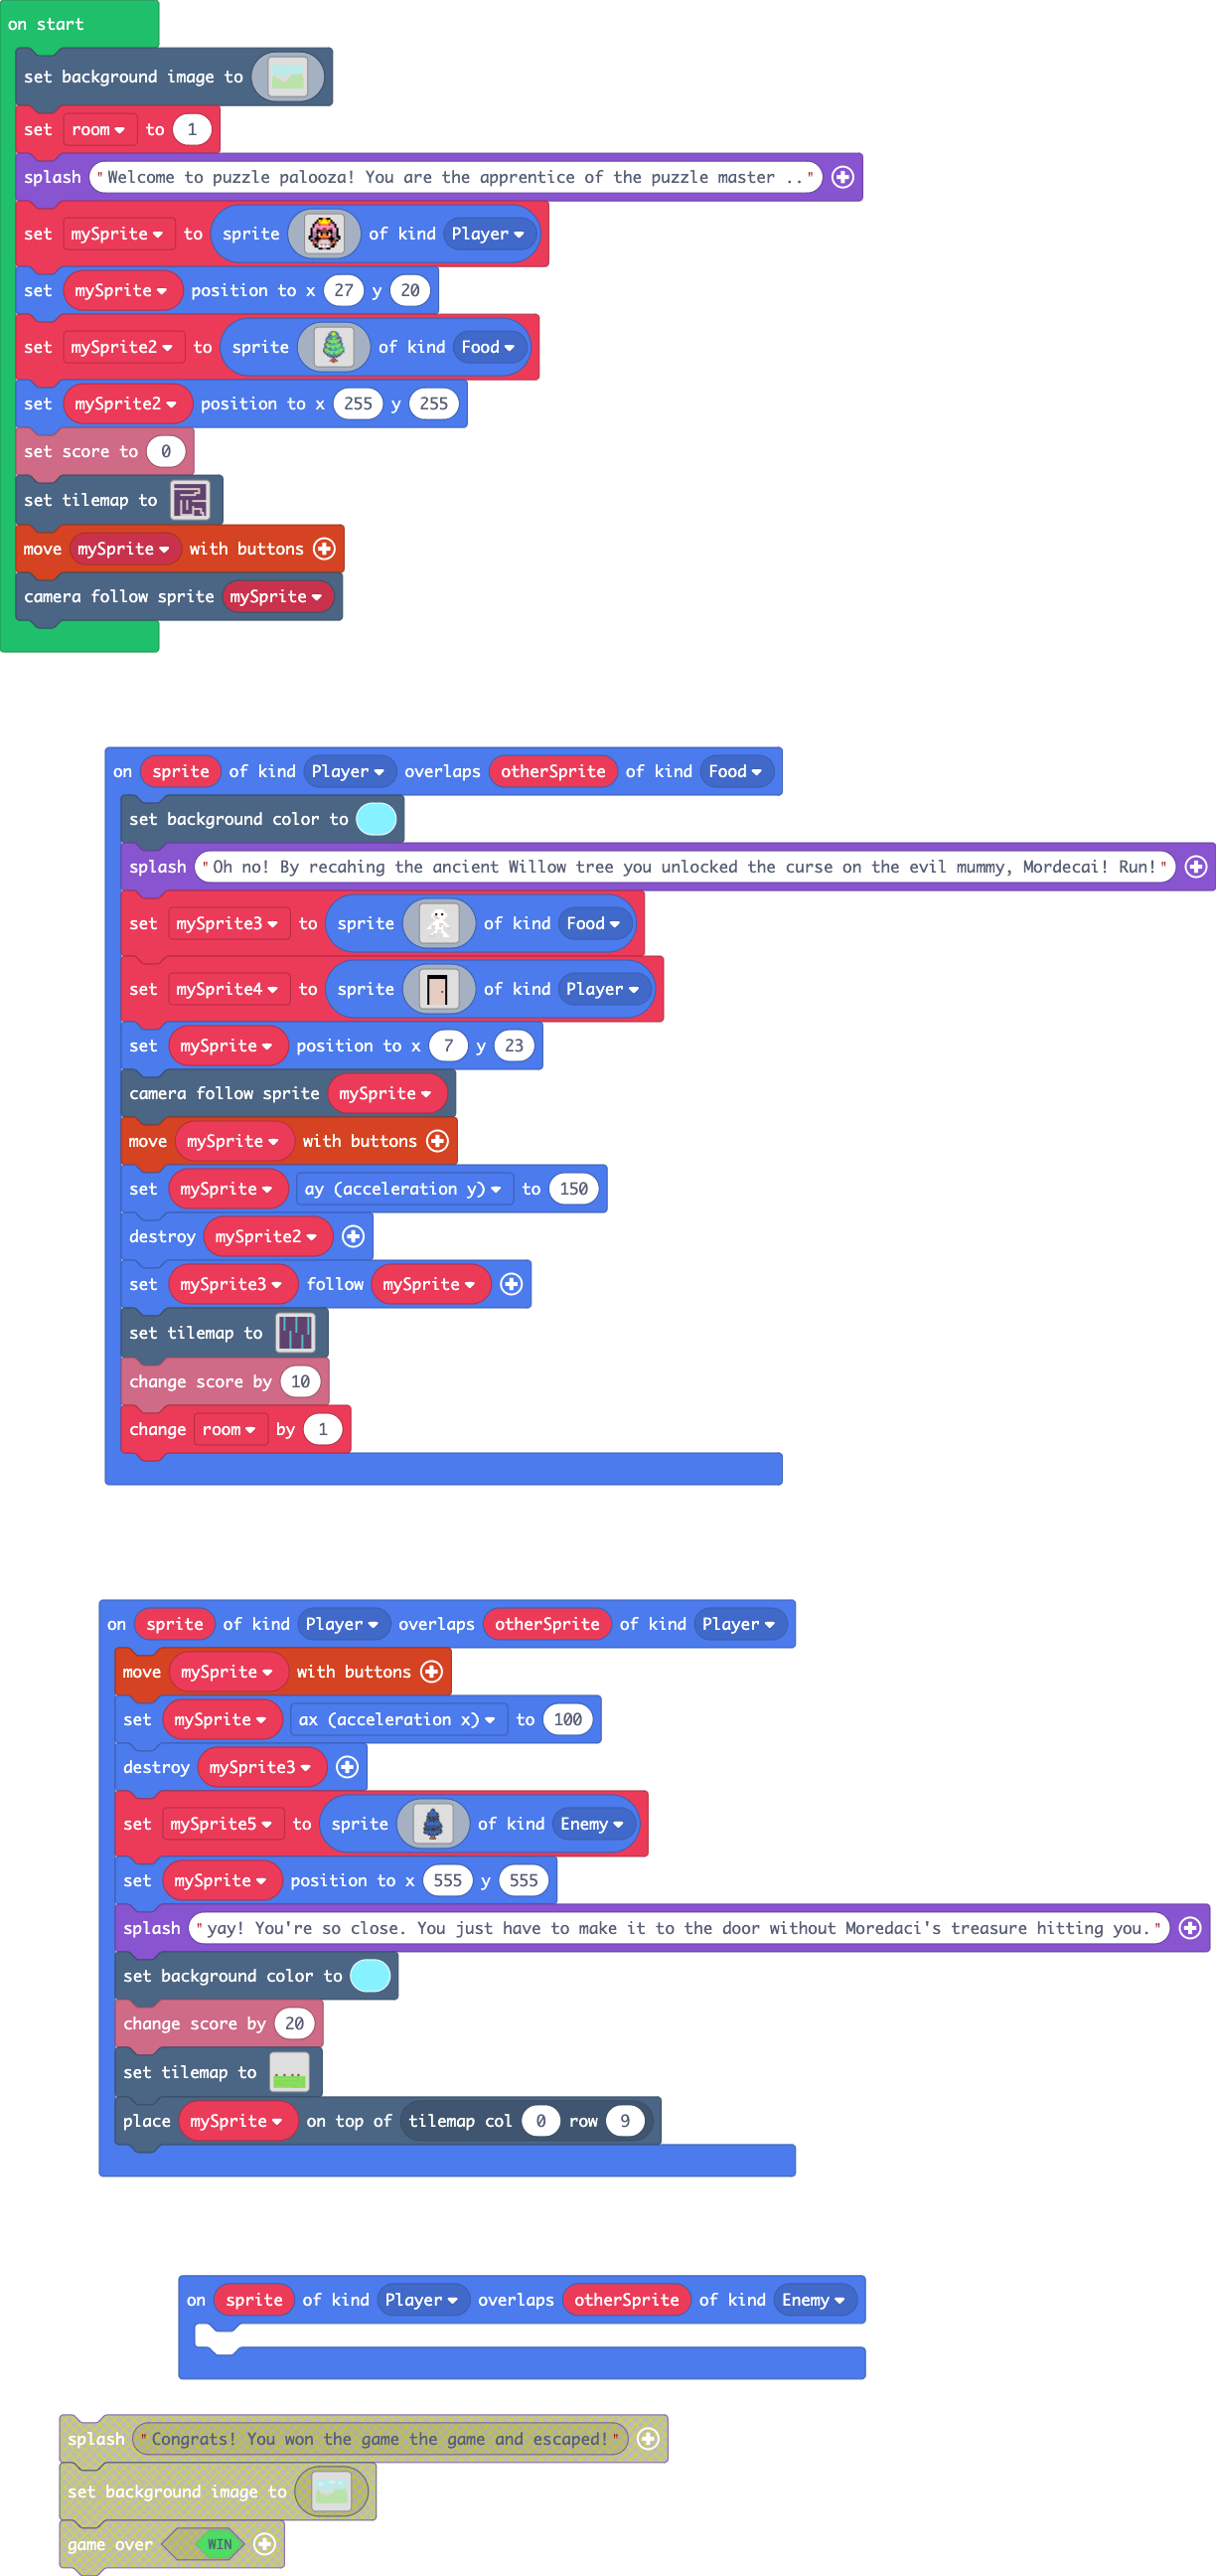 on start
set background image to
set room to 1
splash "Welcome to puzzle palooza! You are the apprentice of the puzzle master .."
set mySprite to sprite of kind Player
set mySprite position to x 27 y 20
set mySprite2 to sprite of kind Food
set mySprite2 position to x 255 y 255
set score to 0
set tilemap to
move mySprite with buttons
camera follow sprite mySprite
on sprite of kind Player overlaps otherSprite of kind Food
set background color to
splash "Oh no! By recahing the ancient Willow tree you unlocked the curse on the evil mummy, Mordecai! Run!"
set mySprite3 to sprite of kind Food
set mySprite4 to sprite of kind Player
set mySprite position to x 7 y 23
camera follow sprite mySprite
move mySprite with buttons
set mySprite ay (acceleration y) to 150
destroy mySprite2
set mySprite3 follow mySprite
set tilemap to
change score by 10
change room by 1
on sprite of kind Player overlaps otherSprite of kind Player
move mySprite with buttons
set mySprite ax (acceleration x) to 100
destroy mySprite3
set mySprite5 to sprite of kind Enemy
set mySprite position to x 555 y 555
splash "yay! You're so close. You just have to make it to the door without Moredaci's treasure hitting you."
set background color to
change score by 20
set tilemap to
place mySprite on top of tilemap col 0 row 9
on sprite of kind Player overlaps otherSprite of kind Enemy
splash "Congrats! You won the game the game and escaped!"
set background image to
game over WIN